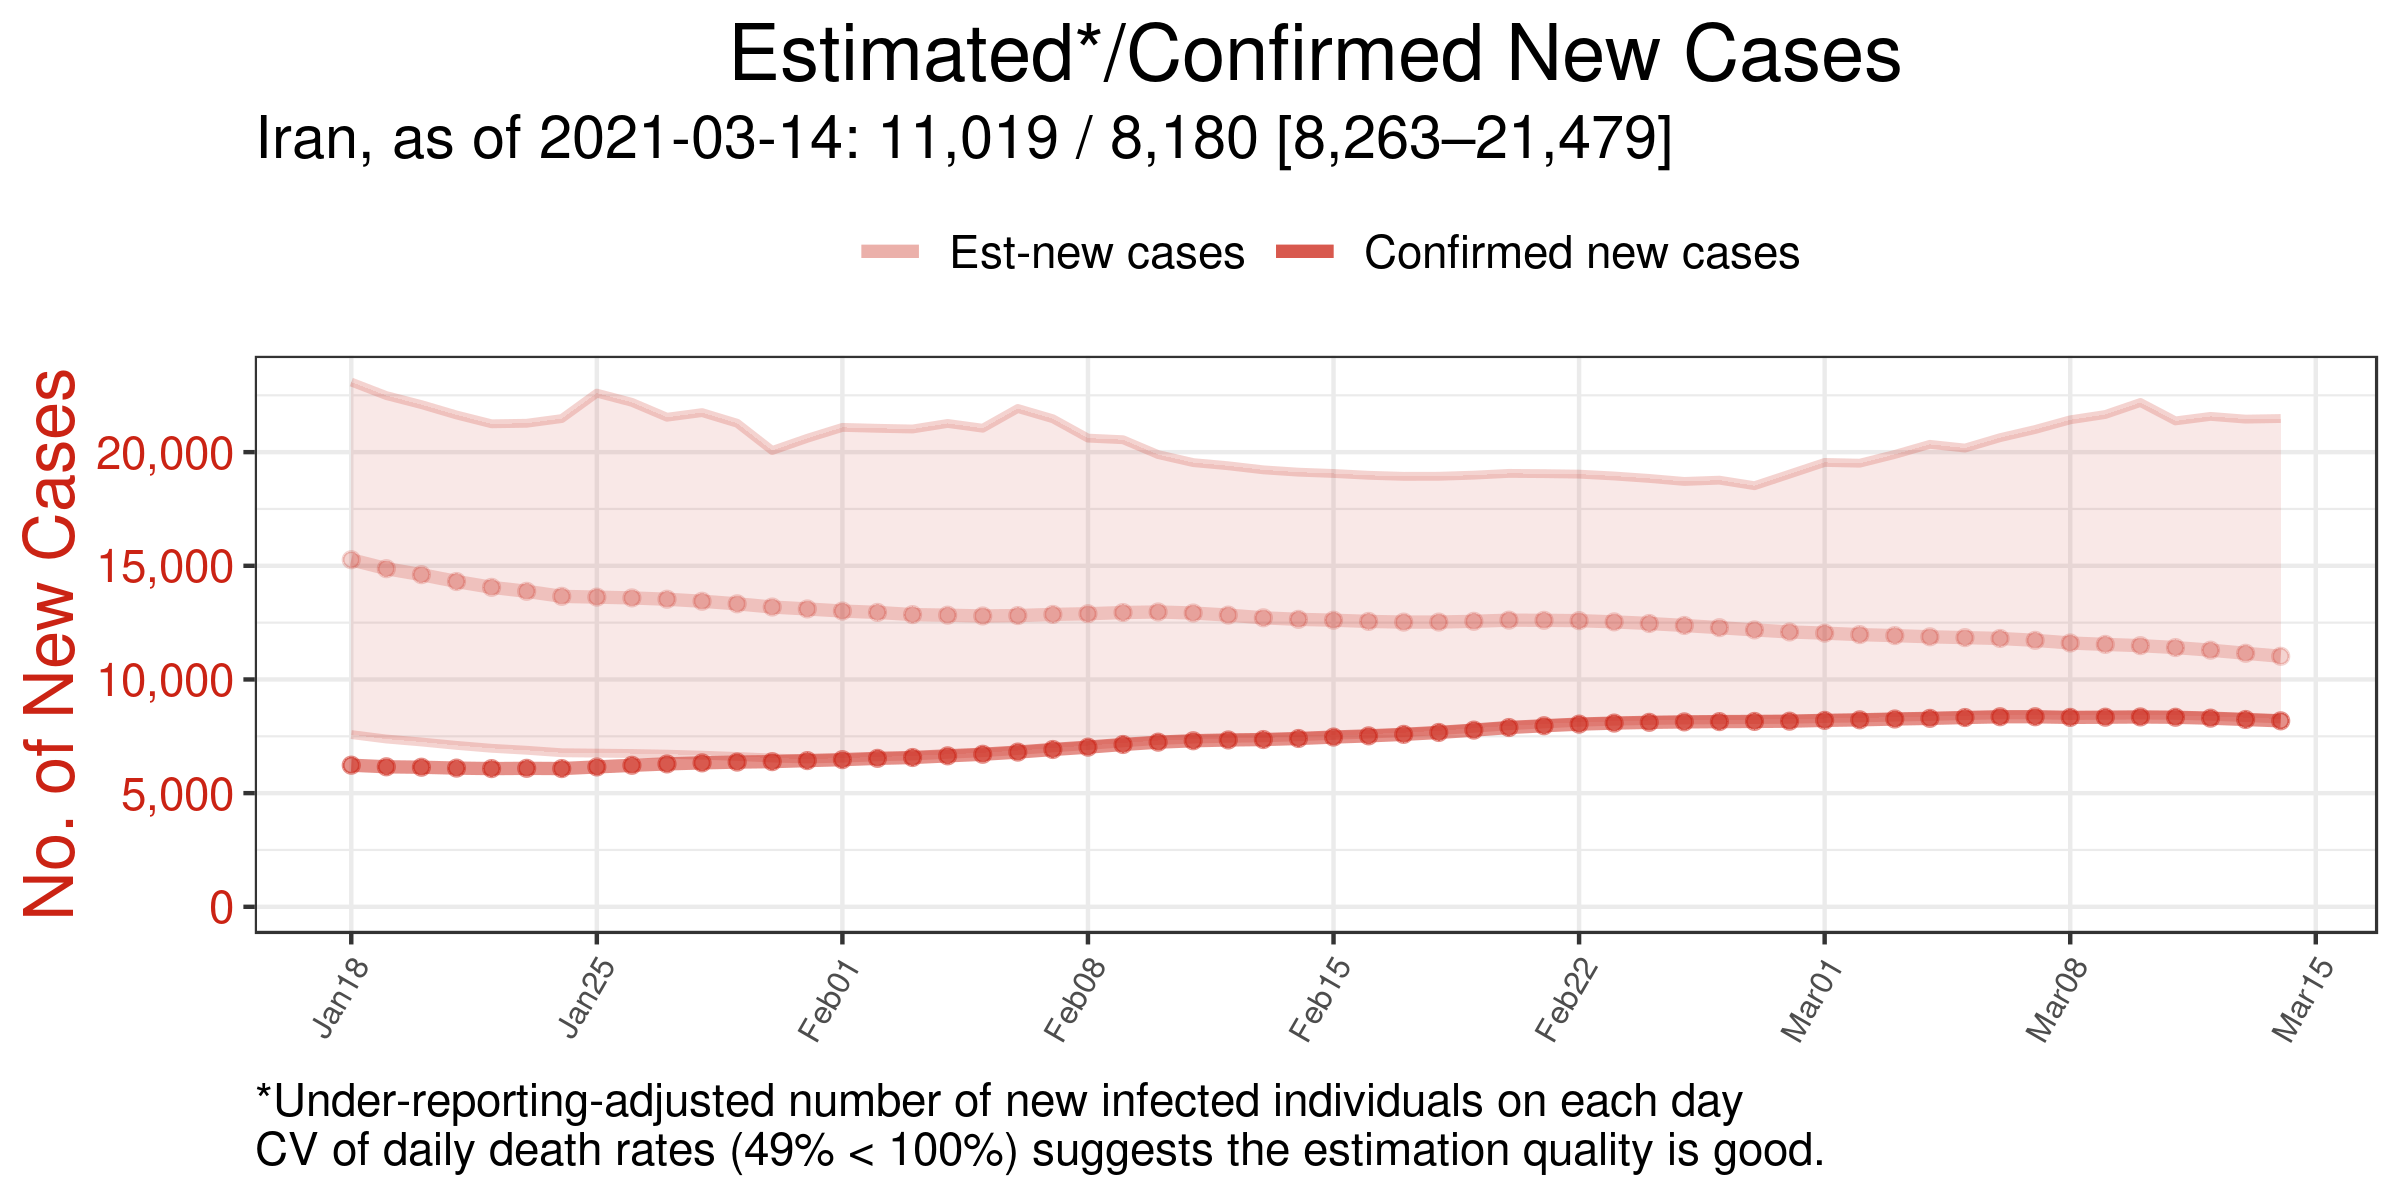 Estimated*/Confirmed New Cases
Iran, as of 2021-03-14: 11,019 / 8,180 [8,263–21,479]
Est-new cases
Confirmed new cases
No. of New Cases
20,000
15,000
10,000
5,000
0
Jan18
Jan25
Feb01
Feb08
Feb15
Feb22
Mar01
Mar08
Mar15
*Under-reporting-adjusted number of new infected individuals on each day
CV of daily death rates (49% < 100%) suggests the estimation quality is good.